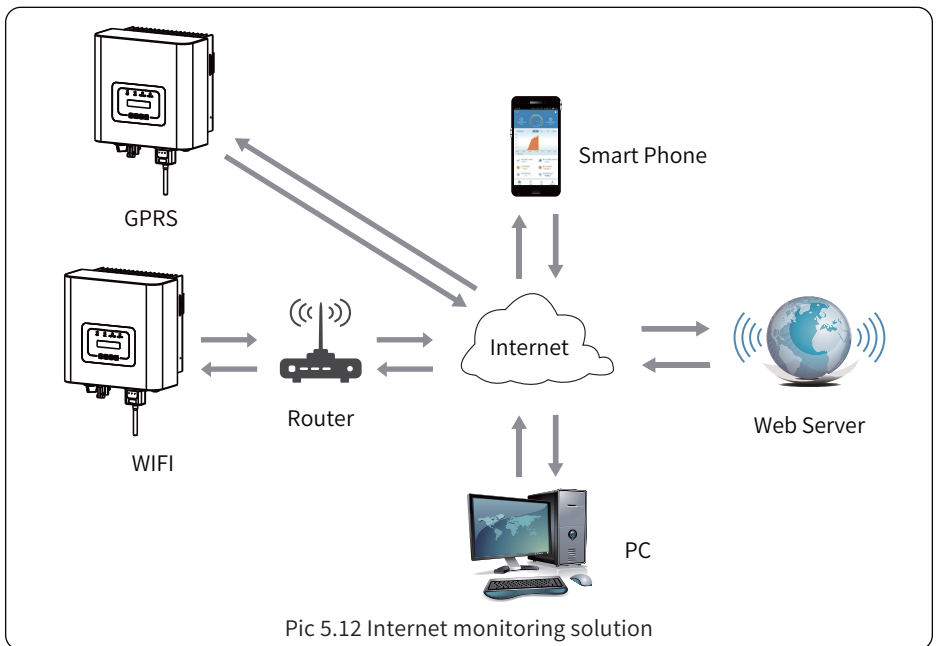 Smart Phone
GPRS
Internet
Router
Web Server
WIFI
PC
Pic 5.12 Internet monitoring solution